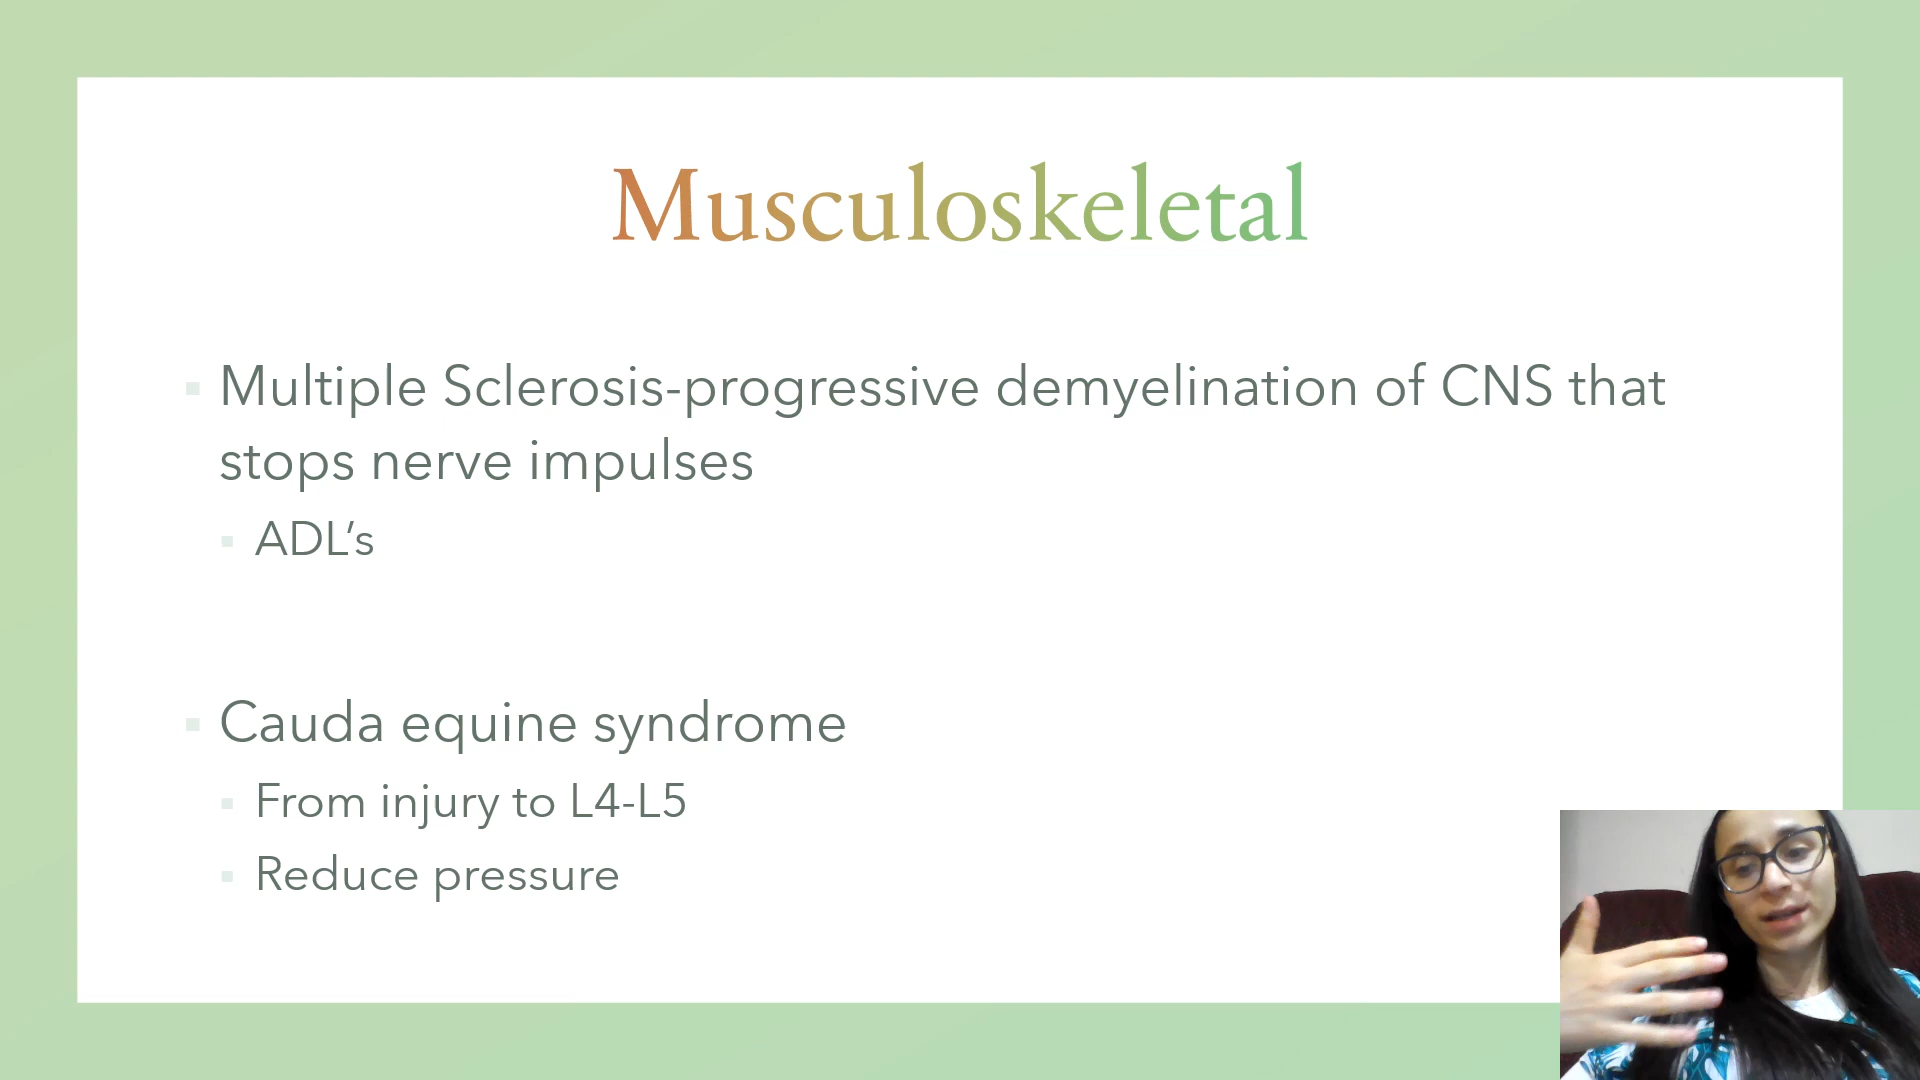 Musculoskeletal
Multiple Sclerosis-progressive demyelination of CNS that
stops nerve impulses
ADL’s
Cauda equine syndrome
From injury to L4-L5
Reduce pressure